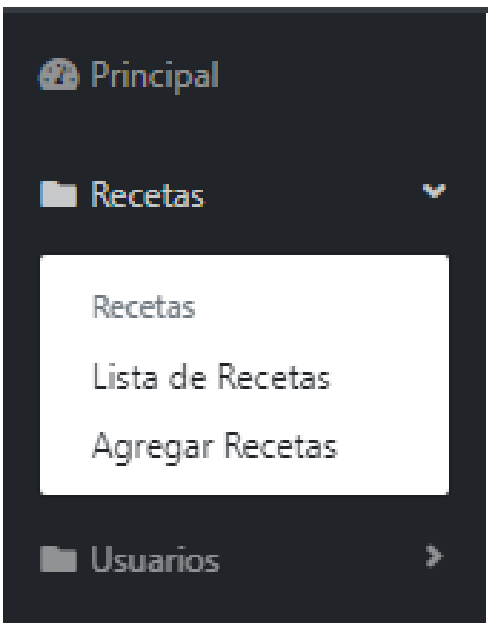 Principal
Recetas
Recetas
Lista de Recetas
Agregar Recetas
Usuarios